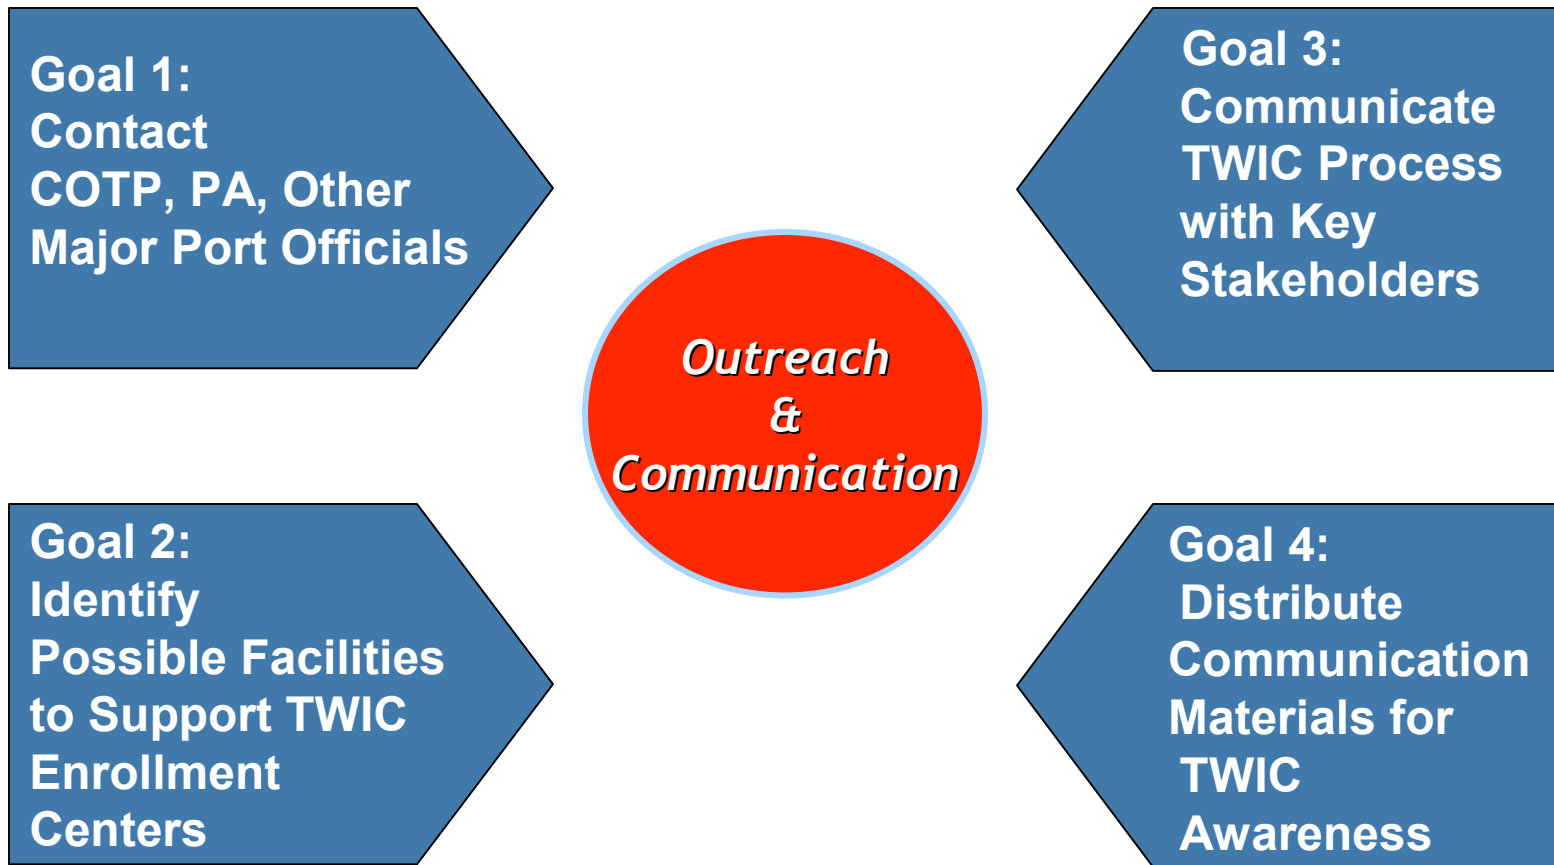 Goal 1:
Contact
COTP, PA, Other
Major Port Officials
Goal 2:
Identify
Possible Facilities
to Support TWIC
Enrollment
Centers
Outreach
&
Communication
Goal 3:
Communicate
TWIC Process
with Key
Stakeholders
Goal 4:
Distribute
Communication
Materials for
TWIC
Awareness